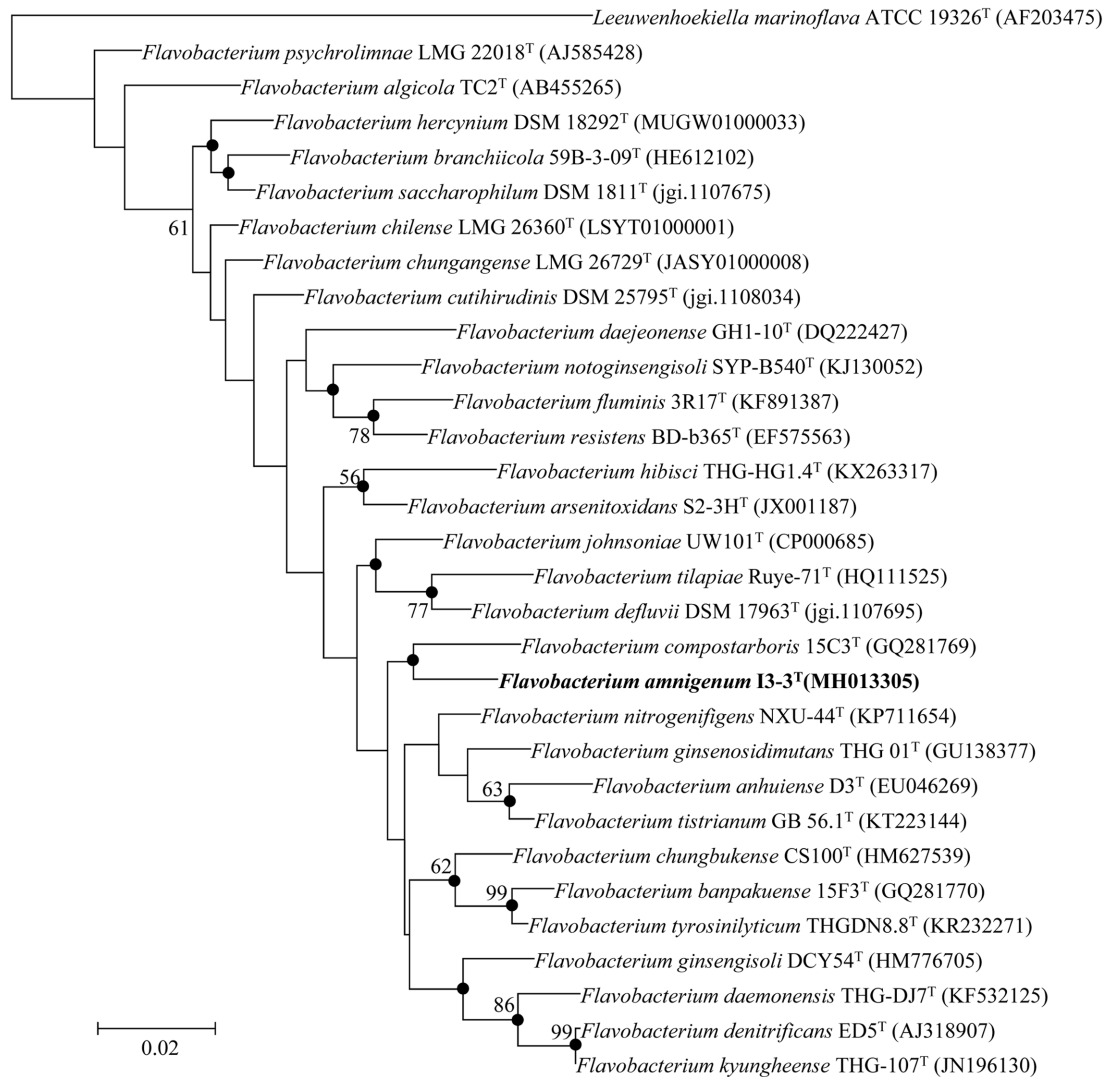 Leeuwenhoekiella marinoflava ATCC 19326ᵀ (AF203475)
Flavobacterium psychrolimnae LMG 22018ᵀ (AJ585428)
Flavobacterium algicola TC2ᵀ (AB455265)
Flavobacterium hercynium DSM 18292ᵀ (MUGW01000033)
Flavobacterium branchiicola 59B-3-09ᵀ (HE612102)
Flavobacterium saccharophilum DSM 1811ᵀ (jgi.1107675)
61
Flavobacterium chilense LMG 26360ᵀ (LSYT01000001)
Flavobacterium chungangense LMG 26729ᵀ (JASY01000008)
Flavobacterium cutihirudinis DSM 25795ᵀ (jgi.1108034)
Flavobacterium daejeonense GH1-10ᵀ (DQ222427)
Flavobacterium notoginsengisoli SYP-B540ᵀ (KJ130052)
Flavobacterium fluminis 3R17ᵀ (KF891387)
78
Flavobacterium resistens BD-b365ᵀ (EF575563)
56
Flavobacterium hibisci THG-HG1.4ᵀ (KX263317)
Flavobacterium arsenitoxidans S2-3Hᵀ (JX001187)
Flavobacterium johnsoniae UW101ᵀ (CP000685)
Flavobacterium tilapiae Ruye-71ᵀ (HQ111525)
77
Flavobacterium defluvii DSM 17963ᵀ (jgi.1107695)
Flavobacterium compostarboris 15C3ᵀ (GQ281769)
Flavobacterium amnigenum I3-3ᵀ(MH013305)
Flavobacterium nitrogenifigens NXU-44ᵀ (KP711654)
Flavobacterium ginsenosidimutans THG 01ᵀ (GU138377)
63
Flavobacterium anhuiense D3ᵀ (EU046269)
Flavobacterium tistrianum GB 56.1ᵀ (KT223144)
Flavobacterium chungbukense CS100ᵀ (HM627539)
62
99
Flavobacterium banpakuense 15F3ᵀ (GQ281770)
Flavobacterium tyrosinilyticum THGDN8.8ᵀ (KR232271)
Flavobacterium ginsengisoli DCY54ᵀ (HM776705)
86
Flavobacterium daemonensis THG-DJ7ᵀ (KF532125)
99
Flavobacterium denitrificans ED5ᵀ (AJ318907)
Flavobacterium kyungheense THG-107ᵀ (JN196130)
0.02